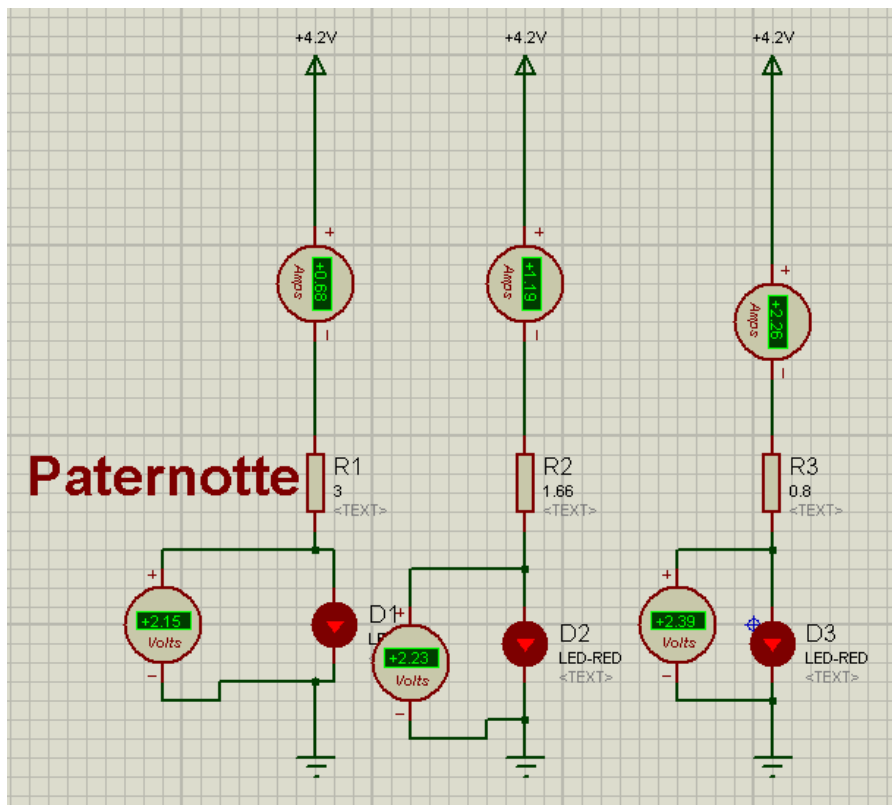 +4.2V +4.2V +4.2V
+
+0.68
Amps
−
+
+1.19
Amps
−
+
+2.26
Amps
−
Paternotte
R1
3
<TEXT>
R2
1.66
<TEXT>
R3
0.8
<TEXT>
+
+2.15
Volts
−
D1
+
+2.23
Volts
−
D2
LED-RED
<TEXT>
+
+2.39
Volts
−
D3
LED-RED
<TEXT>